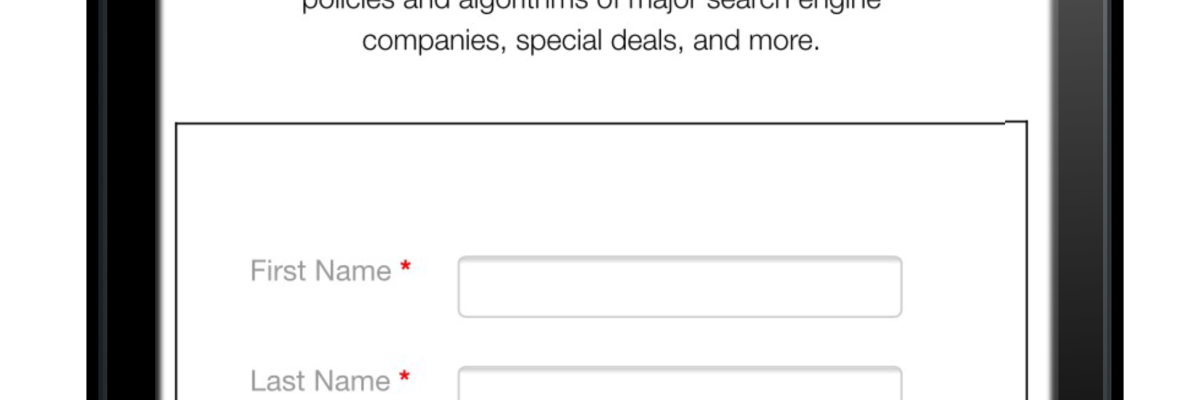 policies and algorithms of major search engine
companies, special deals, and more.
First Name *
Last Name *